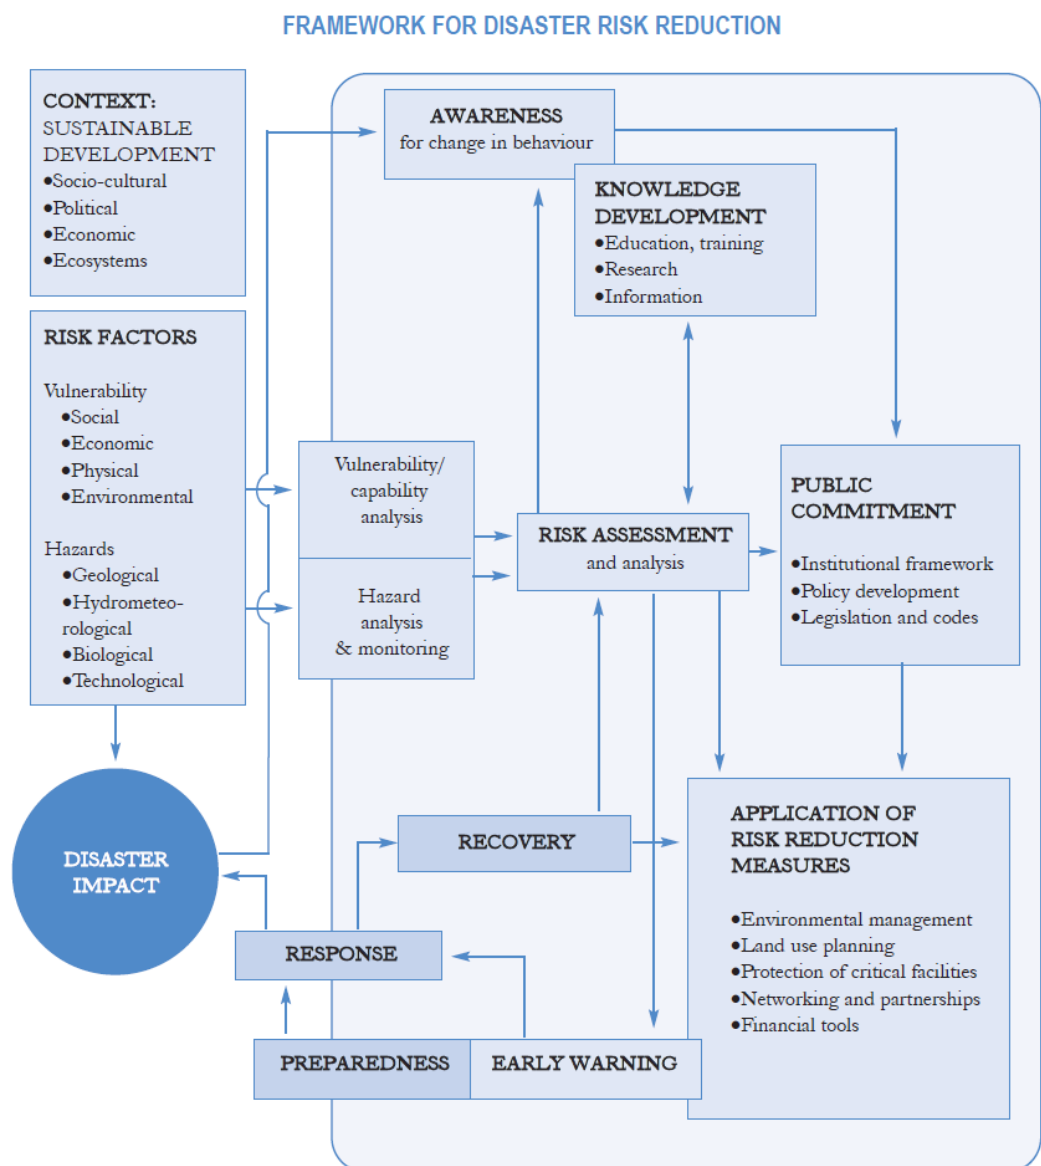 FRAMEWORK FOR DISASTER RISK REDUCTION
CONTEXT:
SUSTAINABLE
DEVELOPMENT
•Socio-cultural
•Political
•Economic
•Ecosystems
RISK FACTORS
Vulnerability
•Social
•Economic
•Physical
•Environmental
Hazards
•Geological
•Hydrometeo-
rological
•Biological
•Technological
DISASTER
IMPACT
AWARENESS
for change in behaviour
KNOWLEDGE
DEVELOPMENT
•Education, training
•Research
•Information
Vulnerability/
capability
analysis
Hazard
analysis
& monitoring
RISK ASSESSMENT
and analysis
PUBLIC
COMMITMENT
•Institutional framework
•Policy development
•Legislation and codes
APPLICATION OF
RISK REDUCTION
MEASURES
•Environmental management
•Land use planning
•Protection of critical facilities
•Networking and partnerships
•Financial tools
RECOVERY
RESPONSE
PREPAREDNESS
EARLY WARNING